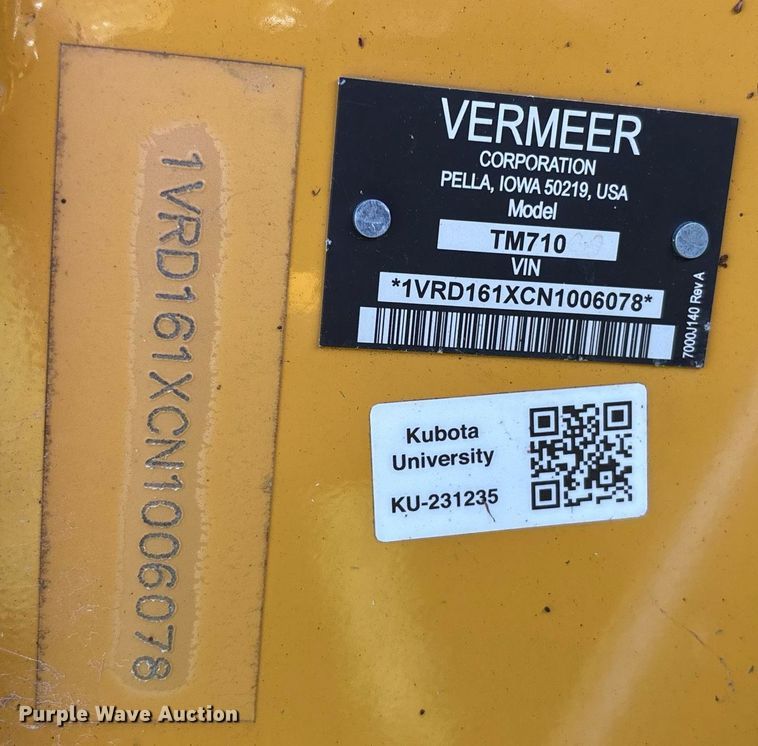 1VRD161XCN1006078
VERMEER
CORPORATION
PELLA, IOWA 50219, USA
Model
TM710
VIN
*1VRD161XCN1006078*
7000J140 Rev A
Kubota
University
KU-231235
Purple Wave Auction